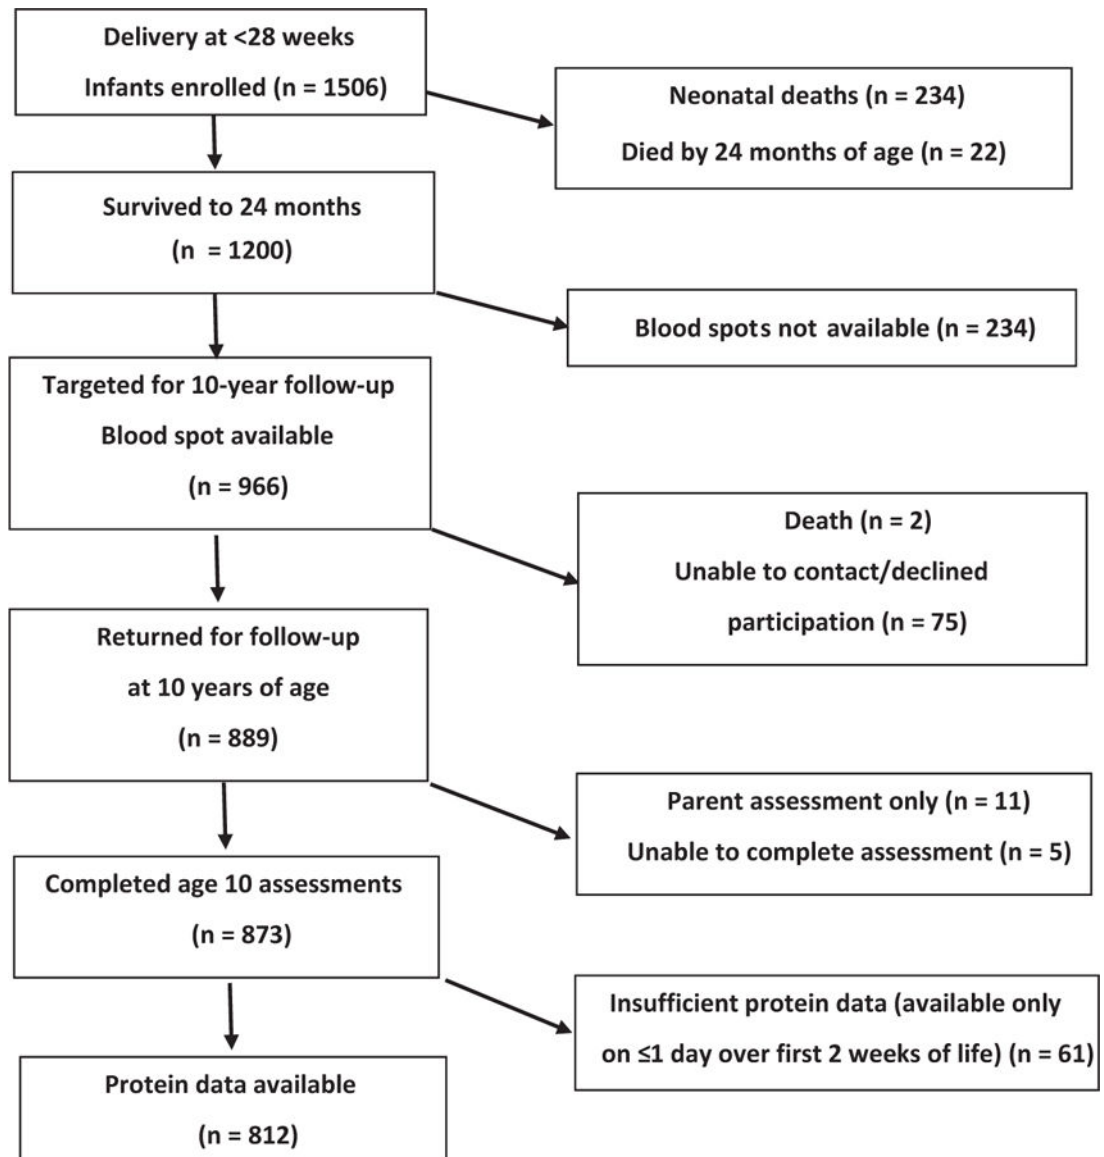 Delivery at <28 weeks
Infants enrolled (n = 1506)
Neonatal deaths (n = 234)
Died by 24 months of age (n = 22)
Survived to 24 months
(n = 1200)
Blood spots not available (n = 234)
Targeted for 10-year follow-up
Blood spot available
(n = 966)
Death (n = 2)
Unable to contact/declined
participation (n = 75)
Returned for follow-up
at 10 years of age
(n = 889)
Parent assessment only (n = 11)
Unable to complete assessment (n = 5)
Completed age 10 assessments
(n = 873)
Insufficient protein data (available only
on ≤1 day over first 2 weeks of life) (n = 61)
Protein data available
(n = 812)